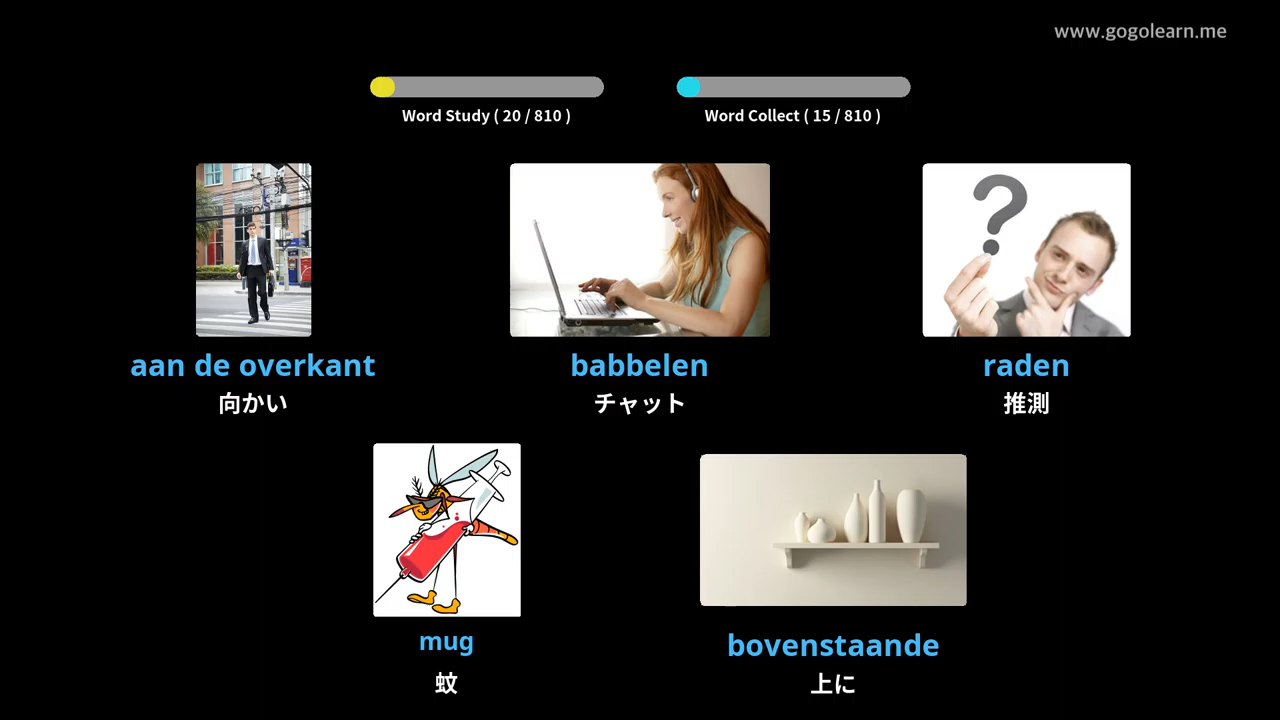 www.gogolearn.me
Word Study ( 20 / 810 )
Word Collect ( 15 / 810 )
aan de overkant
向かい
babbelen
チャット
raden
推測
mug
蚊
bovenstaande
上に